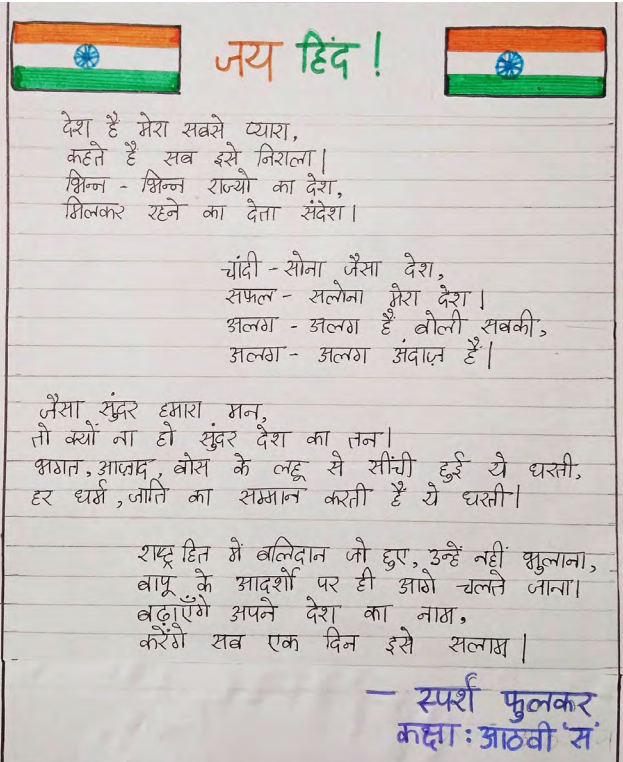 जय हिंद !
देश है मेरा सबसे प्यारा,
कहते है सब इसे निराला |
भिन्न - भिन्न राज्यो का देश,
मिलकर रहने का देता संदेश |
चांदी - सोना जैसा देश,
सफल - सलोना मेरा देश |
अलग - अलग हैं बोली सबकी,
अलग - अलग अंदाज़ हैं |
जैसा सुंदर हमारा मन,
तो क्यों ना हो सुंदर देश का तन |
भगत, आज़ाद, बोस के लहू से सींची हुई ये धरती,
हर धर्म, जाति का सम्मान करती हैं ये धरती |
राष्ट्र हित में बलिदान जो हुए, उन्हें नहीं भुलाना,
बापू के आदर्शो पर ही आगे चलते जाना |
बढ़ाएँगे अपने देश का नाम,
करेंगे सब एक दिन इसे सलाम |
- स्पर्श फुलकर
कक्षा : आठवी 'स'